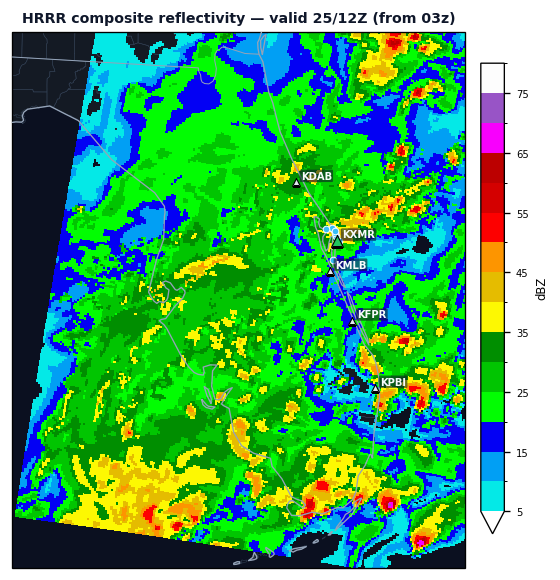 HRRR composite reflectivity — valid 25/12Z (from 03z)
75
65
55
45
35
25
15
5
dBZ
KDAB
KXMR
KMLB
KFPR
KPBI